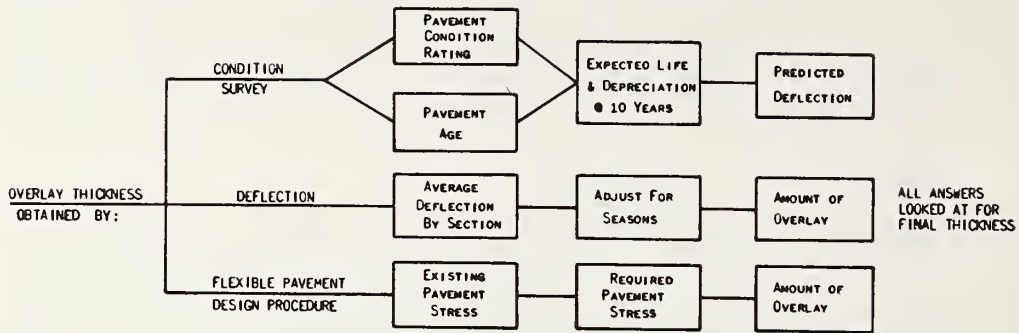 PAVEMENT
CONDITION
RATING
CONDITION
SURVEY
PAVEMENT
AGE
EXPECTED LIFE
& DEPRECIATION
@ 10 YEARS
PREDICTED
DEFLECTION
OVERLAY THICKNESS
OBTAINED BY:
DEFLECTION
AVERAGE
DEFLECTION
BY SECTION
ADJUST FOR
SEASONS
AMOUNT OF
OVERLAY
ALL ANSWERS
LOOKED AT FOR
FINAL THICKNESS
FLEXIBLE PAVEMENT
DESIGN PROCEDURE
EXISTING
PAVEMENT
STRESS
REQUIRED
PAVEMENT
STRESS
AMOUNT OF
OVERLAY